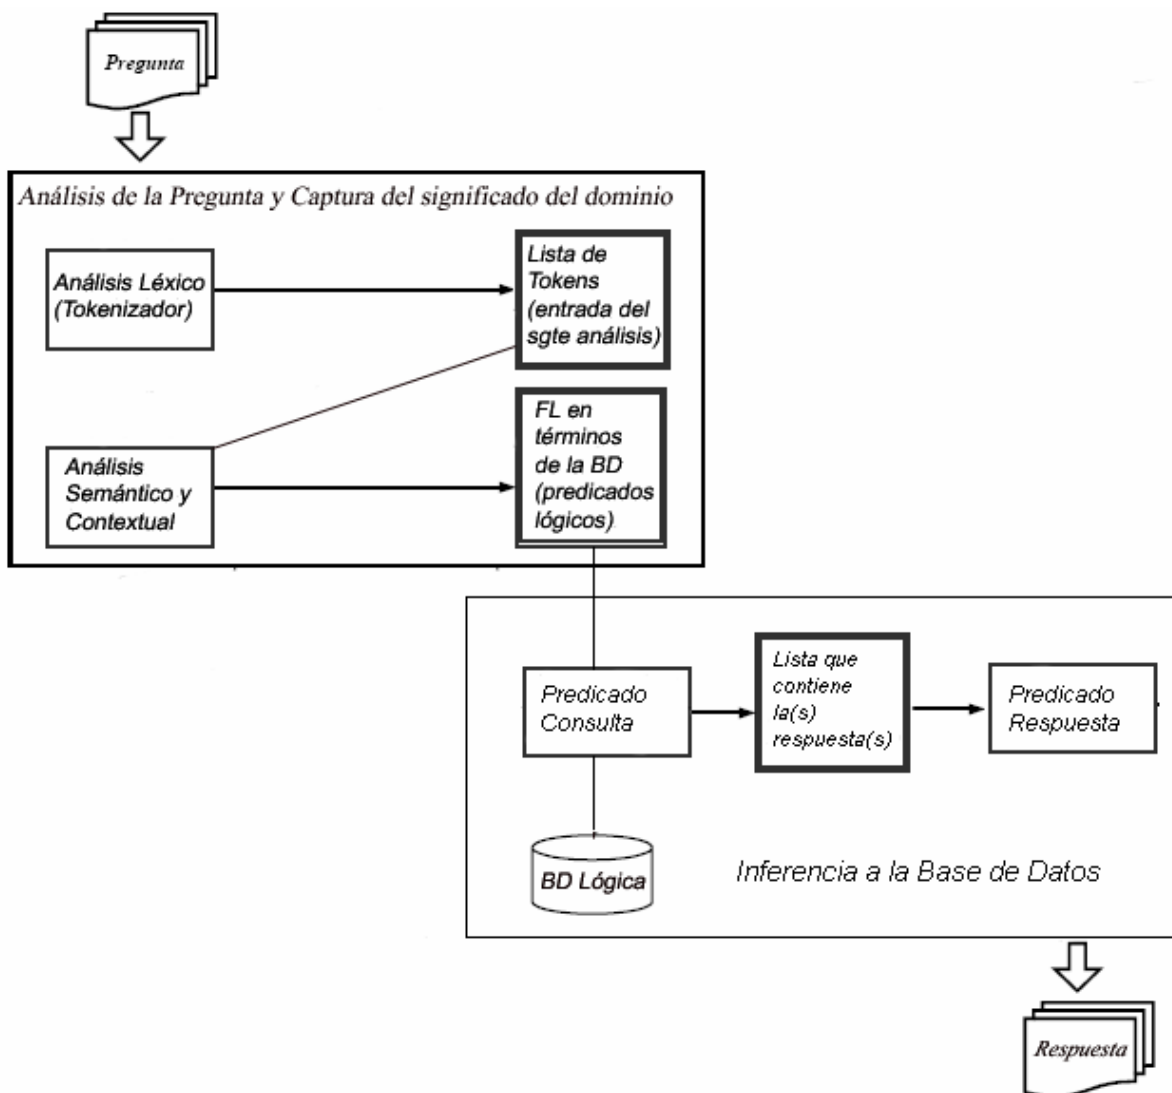 Pregunta
Análisis de la Pregunta y Captura del significado del dominio
Análisis Léxico
(Tokenizador)
Lista de
Tokens
(entrada del
sgte análisis)
Análisis
Semántico y
Contextual
FL en
términos
de la BD
(predicados
lógicos)
Predicado
Consulta
Lista que
contiene
la(s)
respuesta(s)
Predicado
Respuesta
BD Lógica
Inferencia a la Base de Datos
Respuesta